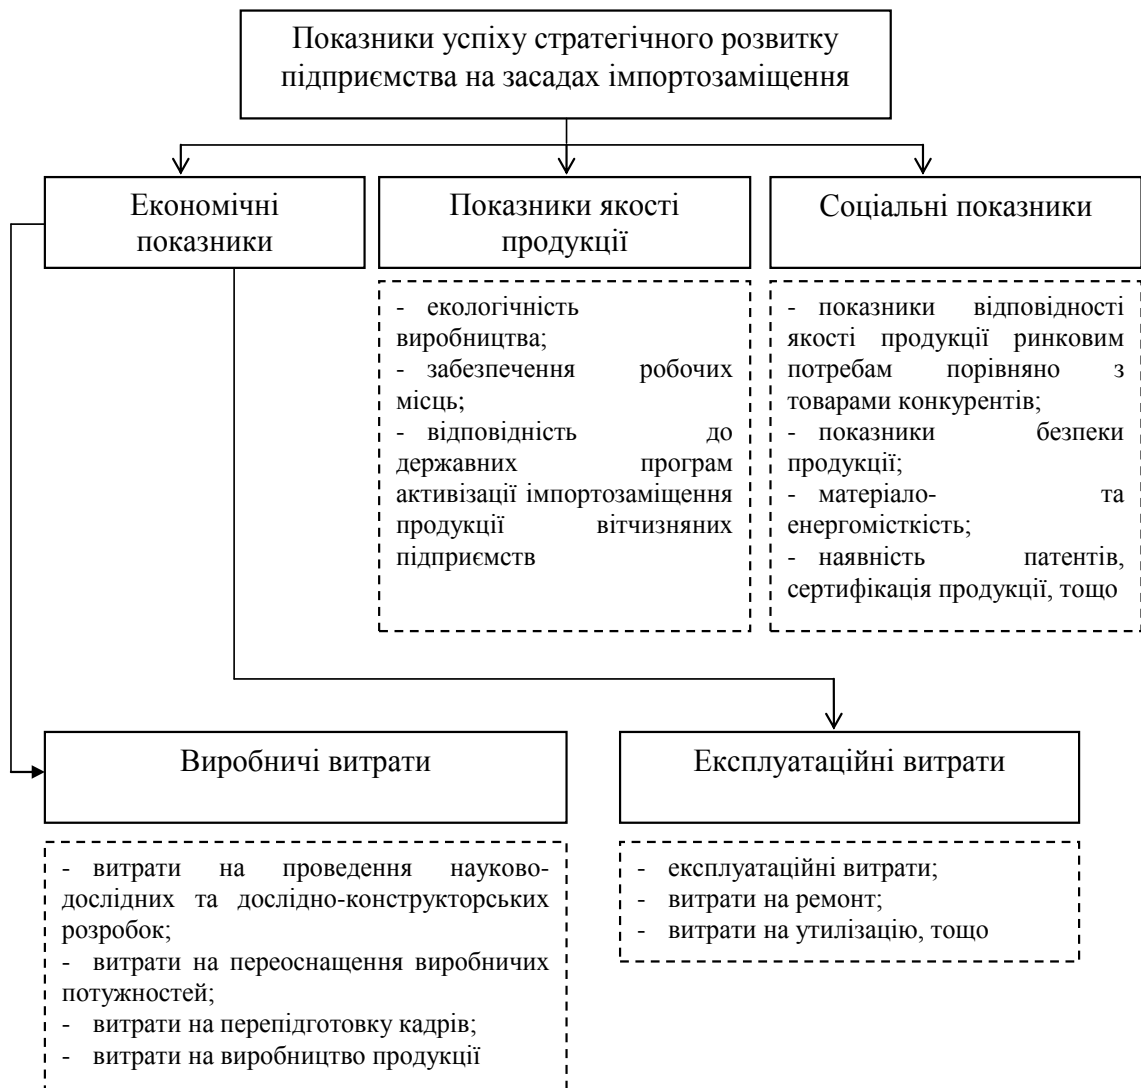 Показники успіху стратегічного розвитку
підприємства на засадах імпортозаміщення
Економічні
показники
Показники якості
продукції
Соціальні показники
- екологічність
виробництва;
- забезпечення робочих
місць;
- відповідність до
державних програм
активізації імпортозаміщення
продукції вітчизняних
підприємств
- показники відповідності
якості продукції ринковим
потребам порівняно з
товарами конкурентів;
- показники безпеки
продукції;
- матеріало- та
енергомісткість;
- наявність патентів,
сертифікація продукції, тощо
Виробничі витрати
Експлуатаційні витрати
- витрати на проведення науково-
дослідних та дослідно-конструкторських
розробок;
- витрати на переоснащення виробничих
потужностей;
- витрати на перепідготовку кадрів;
- витрати на виробництво продукції
- експлуатаційні витрати;
- витрати на ремонт;
- витрати на утилізацію, тощо